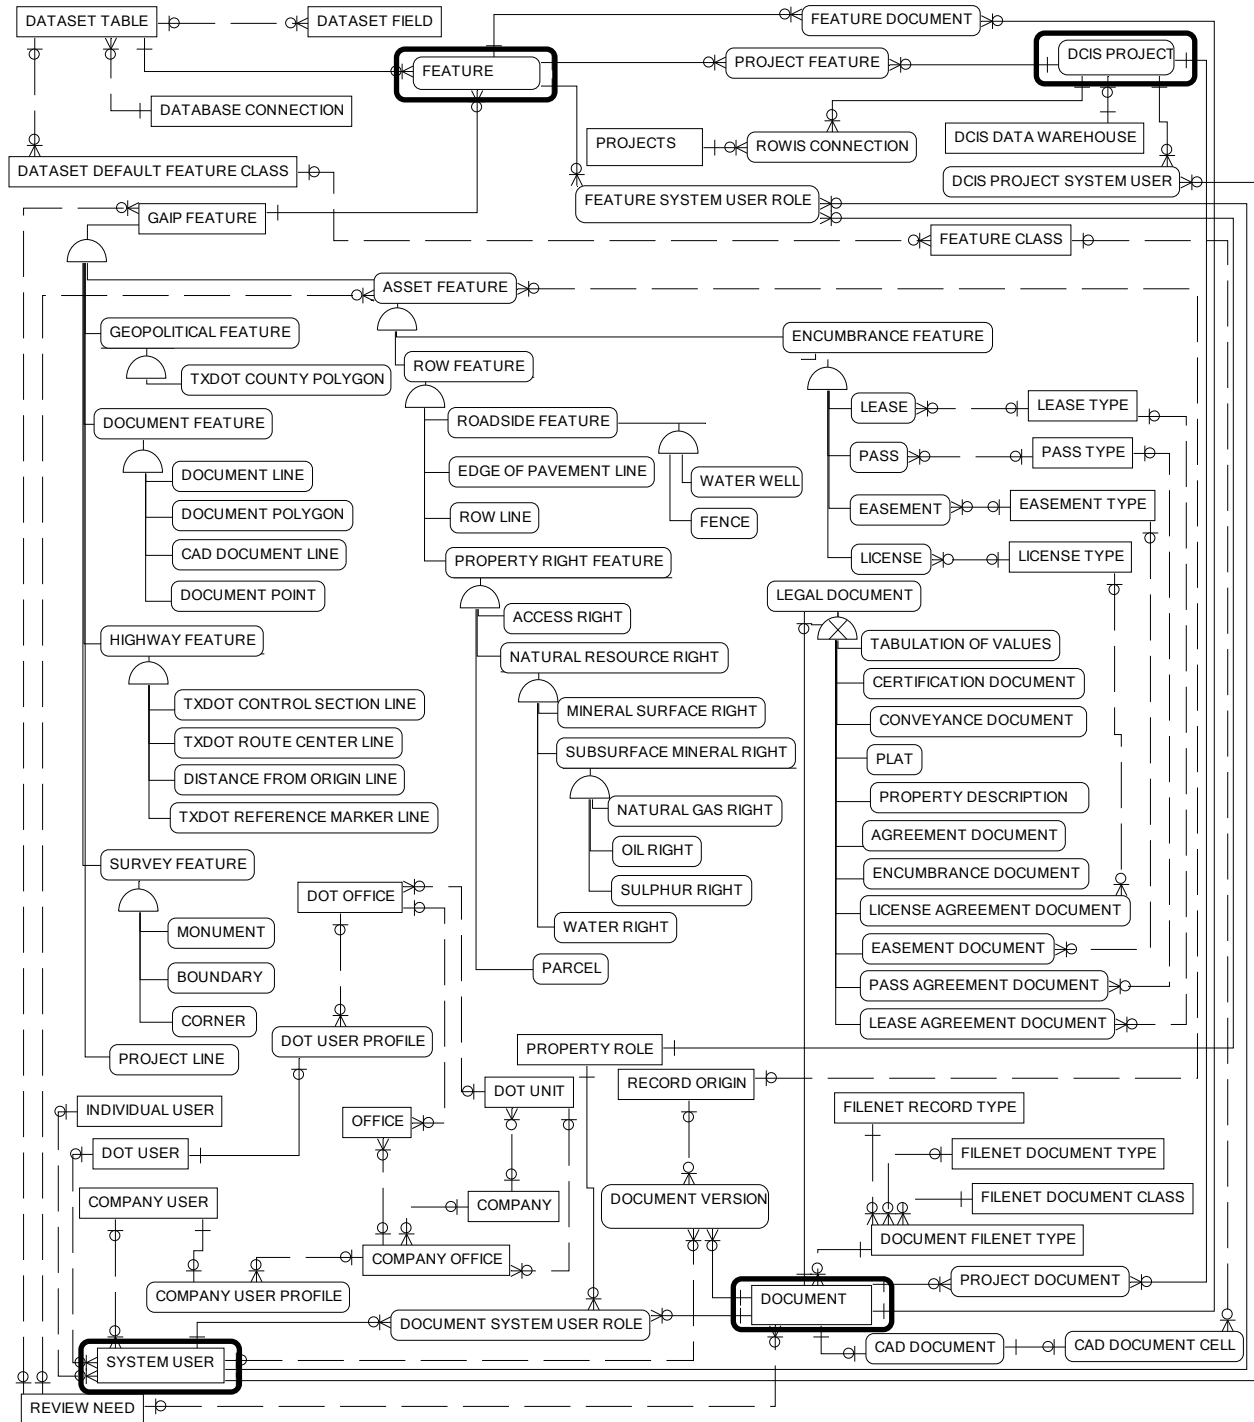 DATASET TABLE
DATASET FIELD
FEATURE DOCUMENT
FEATURE
PROJECT FEATURE
DCIS PROJECT
DATABASE CONNECTION
PROJECTS
ROWIS CONNECTION
DCIS DATA WAREHOUSE
DATASET DEFAULT FEATURE CLASS
DCIS PROJECT SYSTEM USER
FEATURE SYSTEM USER ROLE
GAIP FEATURE
FEATURE CLASS
ASSET FEATURE
GEOPOLITICAL FEATURE
ENCUMBRANCE FEATURE
ROW FEATURE
TXDOT COUNTY POLYGON
LEASE
LEASE TYPE
DOCUMENT FEATURE
ROADSIDE FEATURE
PASS
PASS TYPE
DOCUMENT LINE
EDGE OF PAVEMENT LINE
WATER WELL
DOCUMENT POLYGON
ROW LINE
FENCE
EASEMENT
EASEMENT TYPE
CAD DOCUMENT LINE
PROPERTY RIGHT FEATURE
LICENSE
LICENSE TYPE
DOCUMENT POINT
LEGAL DOCUMENT
ACCESS RIGHT
HIGHWAY FEATURE
TABULATION OF VALUES
NATURAL RESOURCE RIGHT
CERTIFICATION DOCUMENT
TXDOT CONTROL SECTION LINE
MINERAL SURFACE RIGHT
CONVEYANCE DOCUMENT
TXDOT ROUTE CENTER LINE
SUBSURFACE MINERAL RIGHT
PLAT
DISTANCE FROM ORIGIN LINE
PROPERTY DESCRIPTION
TXDOT REFERENCE MARKER LINE
NATURAL GAS RIGHT
AGREEMENT DOCUMENT
SURVEY FEATURE
OIL RIGHT
ENCUMBRANCE DOCUMENT
DOT OFFICE
SULPHUR RIGHT
LICENSE AGREEMENT DOCUMENT
MONUMENT
WATER RIGHT
EASEMENT DOCUMENT
BOUNDARY
PARCEL
PASS AGREEMENT DOCUMENT
CORNER
LEASE AGREEMENT DOCUMENT
DOT USER PROFILE
PROJECT LINE
PROPERTY ROLE
DOT UNIT
RECORD ORIGIN
INDIVIDUAL USER
OFFICE
FILENET RECORD TYPE
DOT USER
FILENET DOCUMENT TYPE
COMPANY USER
COMPANY
DOCUMENT VERSION
FILENET DOCUMENT CLASS
COMPANY OFFICE
DOCUMENT FILENET TYPE
COMPANY USER PROFILE
DOCUMENT
PROJECT DOCUMENT
DOCUMENT SYSTEM USER ROLE
CAD DOCUMENT
CAD DOCUMENT CELL
SYSTEM USER
REVIEW NEED